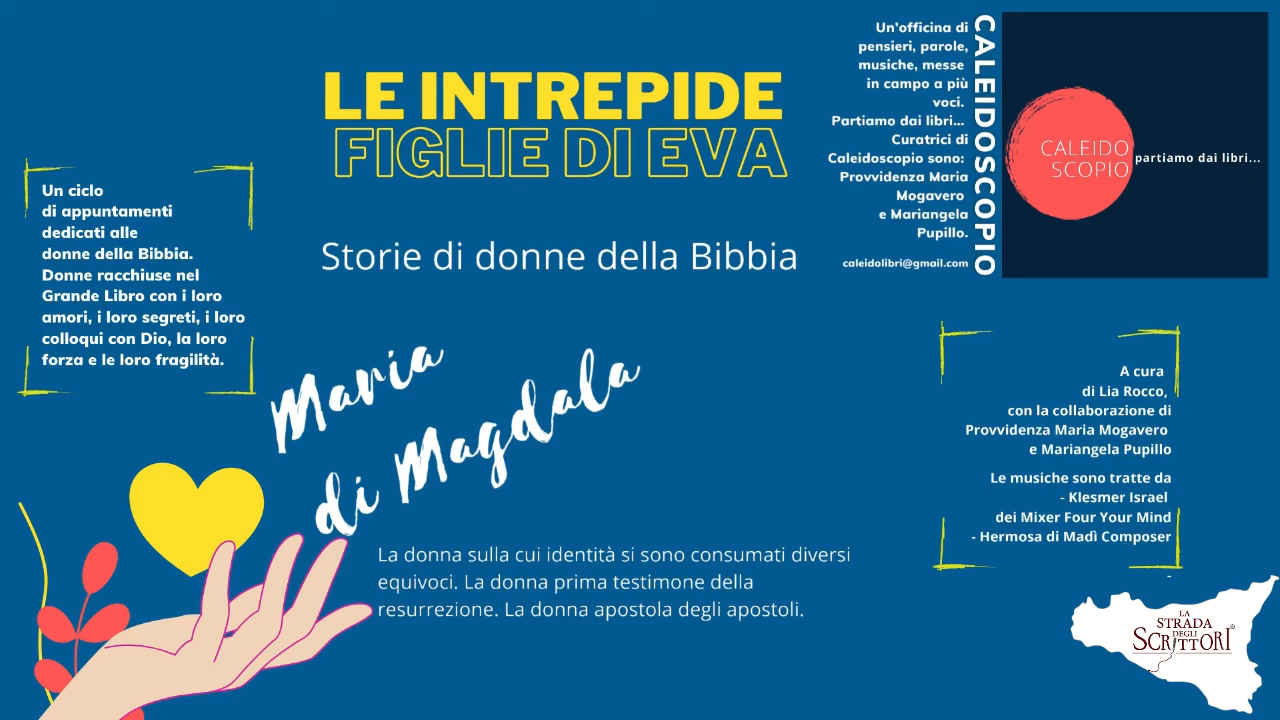 LE INTREPIDE
FIGLIE DI EVA
Storie di donne della Bibbia
Un ciclo
di appuntamenti
dedicati alle
donne della Bibbia.
Donne racchiuse nel
Grande Libro con i loro
amori, i loro segreti, i loro
colloqui con Dio, la loro
forza e le loro fragilità.
Maria
di Magdala
La donna sulla cui identità si sono consumati diversi
equivoci. La donna prima testimone della
resurrezione. La donna apostola degli apostoli.
Un'officina di
pensieri, parole,
musiche, messe
in campo a più
voci.
Partiamo dai libri...
Curatrici di
Caleidoscopio sono:
Provvidenza Maria
Mogavero
e Mariangela
Pupillo.
caleidolibri@gmail.com
CALEIDOSCOPIO
CALEIDO
SCOPIO
partiamo dai libri...
A cura
di Lia Rocco,
con la collaborazione di
Provvidenza Maria Mogavero
e Mariangela Pupillo
Le musiche sono tratte da
- Klesmer Israel
dei Mixer Four Your Mind
- Hermosa di Madì Composer
-
LA
STRADA
DEGLI
SCRITTORI®